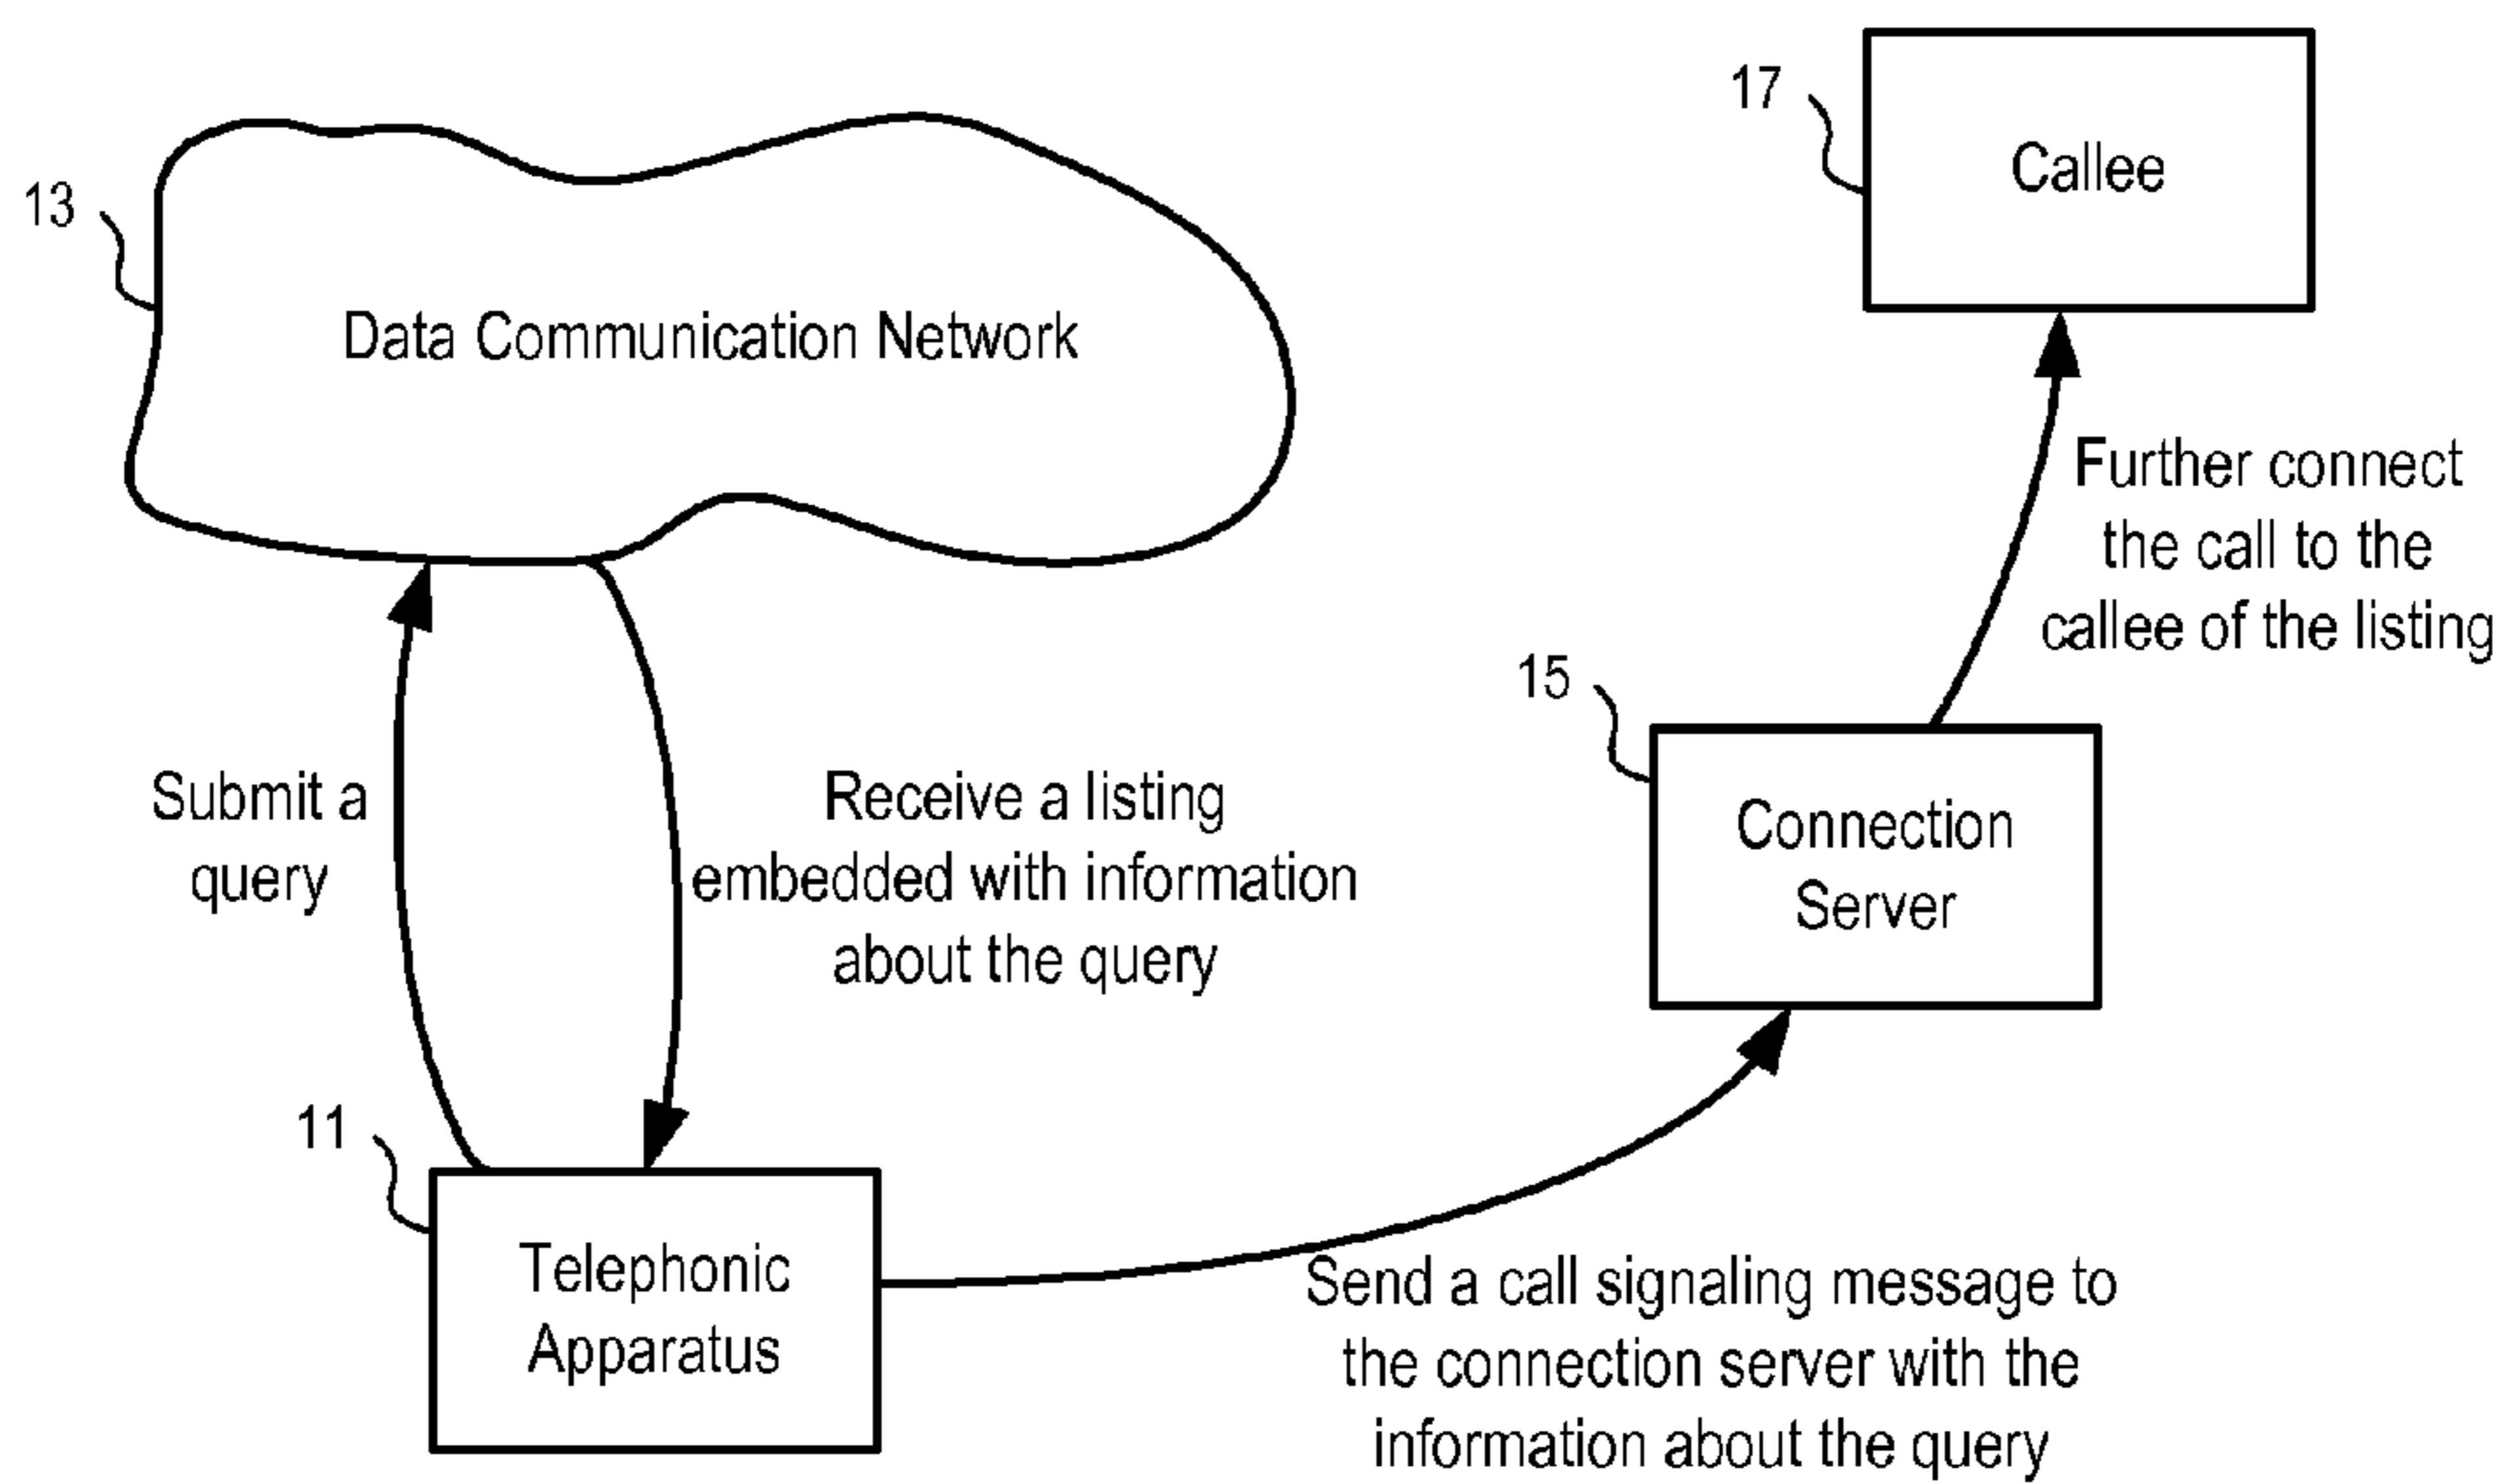 17
Callee
13
Data Communication Network
Further connect
the call to the
callee of the listing
15
Connection
Server
Submit a
query
Receive a listing
embedded with information
about the query
11
Telephonic
Apparatus
Send a call signaling message to
the connection server with the
information about the query